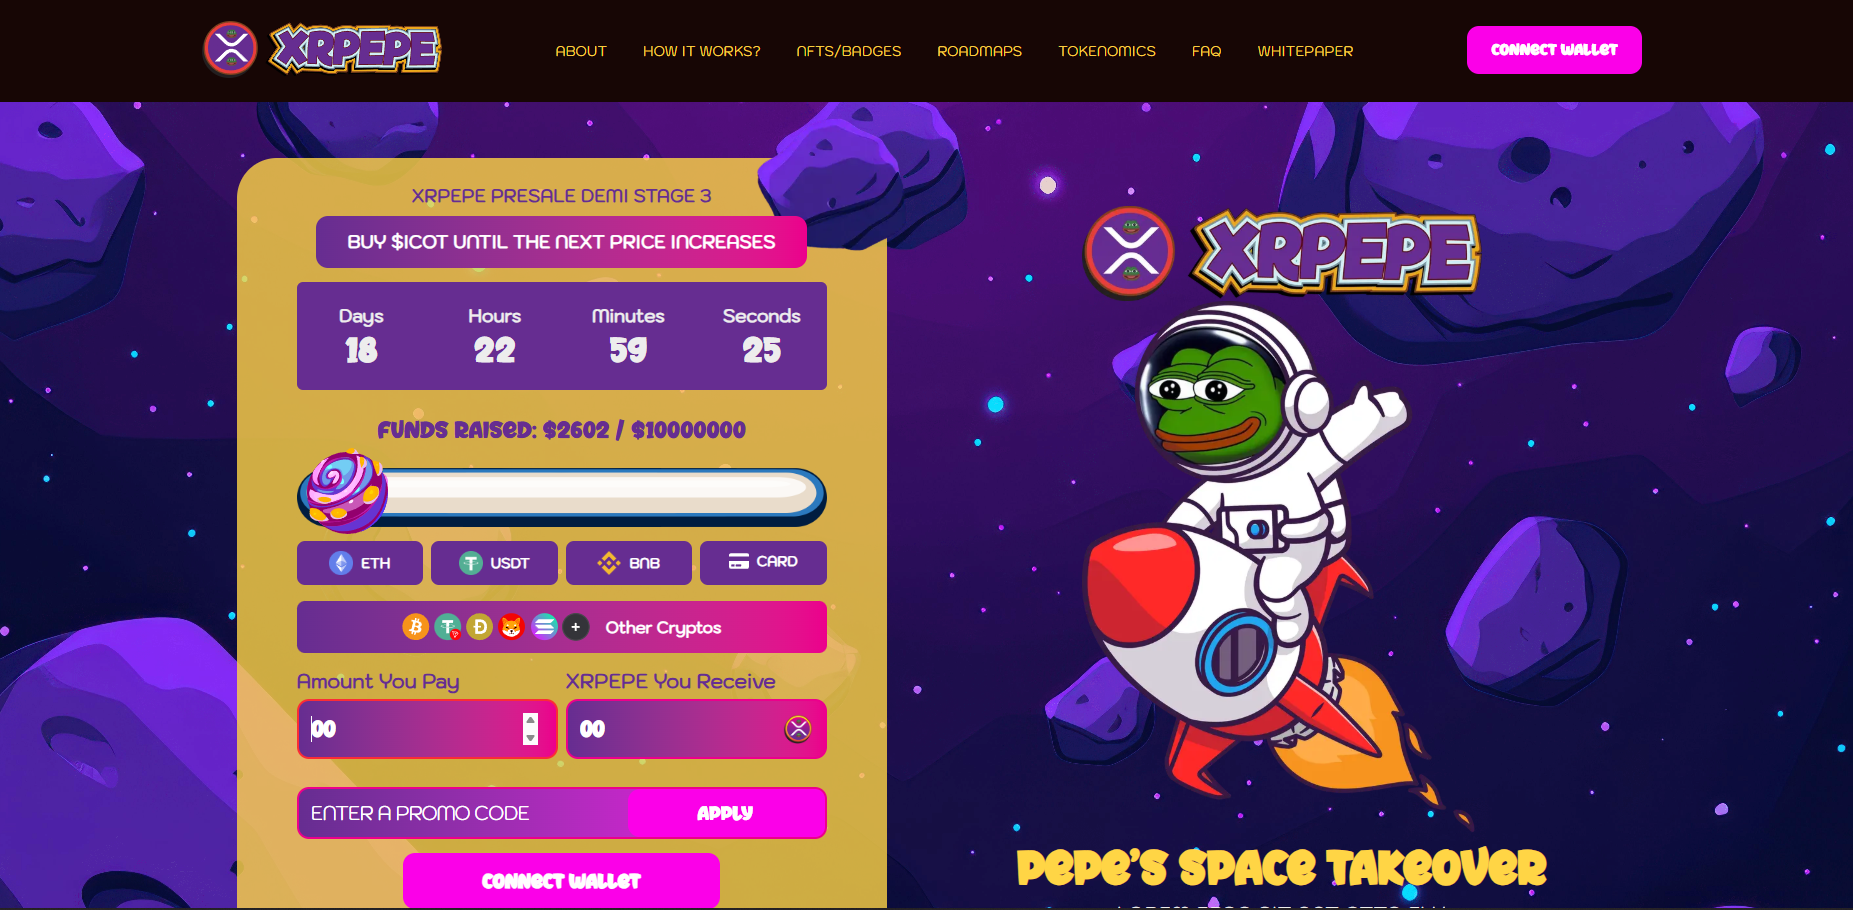 XRPEPE
ABOUT
HOW IT WORKS?
NFTS/BADGES
ROADMAPS
TOKENOMICS
FAQ
WHITEPAPER
CONNECT WALLET
XRPEPE PRESALE DEMI STAGE 3
BUY $ICOT UNTIL THE NEXT PRICE INCREASES
Days Hours Minutes Seconds
18 22 59 25
FUNDS RAISED: $2602 / $10000000
ETH USDT BNB CARD
Other Cryptos
Amount You Pay XRPEPE You Receive
00 00
ENTER A PROMO CODE APPLY
CONNECT WALLET
XRPEPE
PEPE'S SPACE TAKEOVER